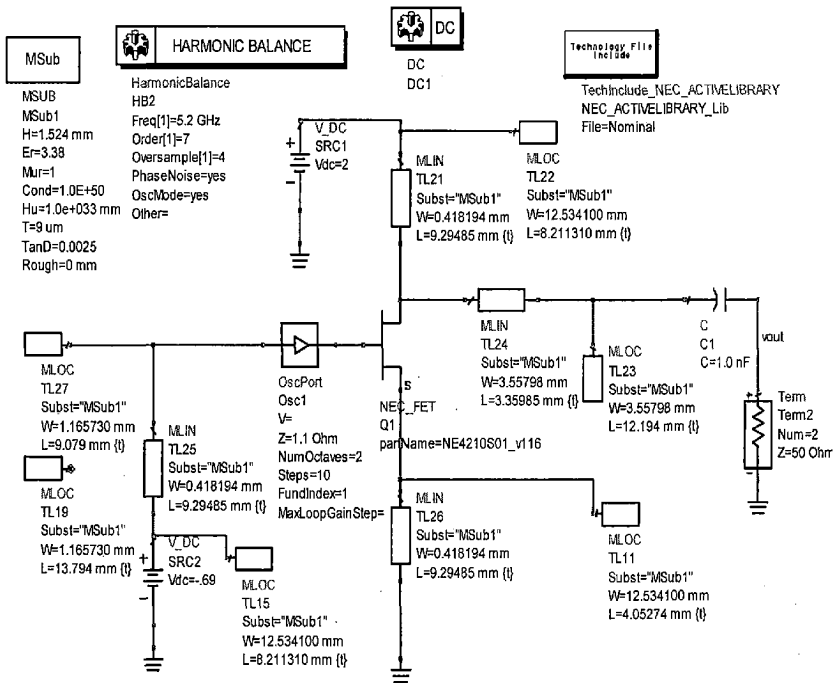 MSub
MSUB
MSub1
H=1.524 mm
Er=3.38
Mur=1
Cond=1.0E+50
Hu=1.0e+033 mm
T=9 um
TanD=0.0025
Rough=0 mm
HARMONIC BALANCE
HarmonicBalance
HB2
Freq[1]=5.2 GHz
Order[1]=7
Oversample[1]=4
PhaseNoise=yes
OscMode=yes
Other=
DC
DC
DC1
Technology File
Include
TechInclude_NEC_ACTIVELIBRARY
NEC_ACTIVELIBRARY_Lib
File=Nominal
+
V_DC
SRC1
Vdc=2
-
MLIN
TL21
Subst="MSub1"
W=0.418194 mm
L=9.29485 mm {t}
MLOC
TL22
Subst="MSub1"
W=12.534100 mm
L=8.211310 mm {t}
MLIN
TL24
Subst="MSub1"
W=3.55798 mm
L=3.35985 mm {t}
MLOC
TL23
Subst="MSub1"
W=3.55798 mm
L=12.194 mm {t}
C
C1
C=1.0 nF
vout
Term
Term2
Num=2
Z=50 Ohm
MLOC
TL27
Subst="MSub1"
W=1.165730 mm
L=9.079 mm {t}
MLOC
TL19
Subst="MSub1"
W=1.165730 mm
L=13.794 mm {t}
MLIN
TL25
Subst="MSub1"
W=0.418194 mm
L=9.29485 mm {t}
+
V_DC
SRC2
Vdc=-.69
-
MLOC
TL15
Subst="MSub1"
W=12.534100 mm
L=8.211310 mm {t}
OscPort
Osc1
V=
Z=1.1 Ohm
NumOctaves=2
Steps=10
FundIndex=1
MaxLoopGainStep=
S
NEC_FET
Q1
partName=NE4210S01_v116
MLIN
TL26
Subst="MSub1"
W=0.418194 mm
L=9.29485 mm {t}
MLOC
TL11
Subst="MSub1"
W=12.534100 mm
L=4.05274 mm {t}